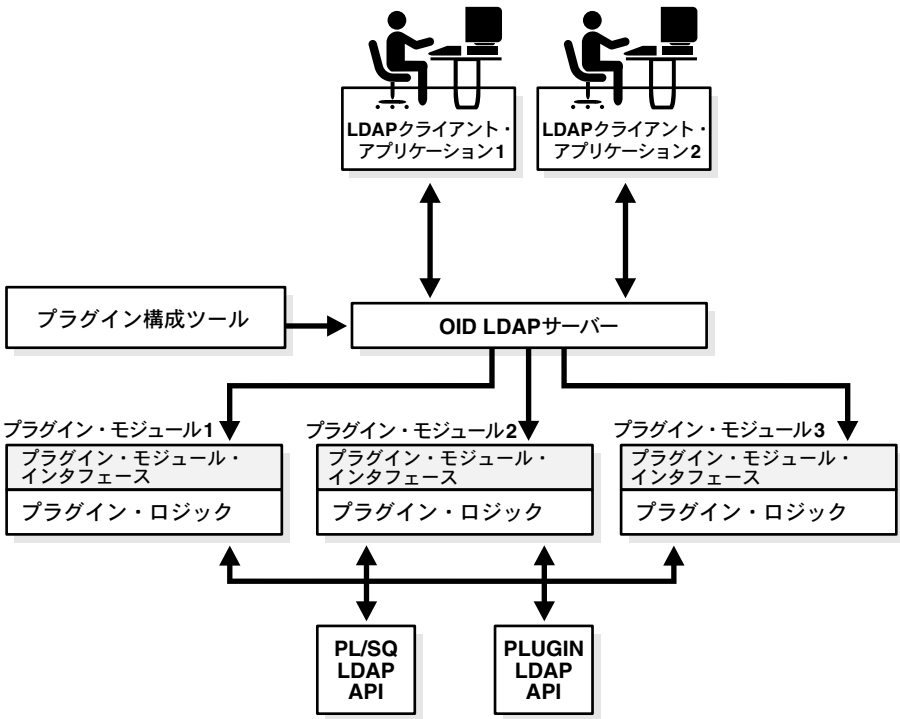 LDAPクライアント・
アプリケーション1
LDAPクライアント・
アプリケーション2
プラグイン構成ツール
OID LDAPサーバー
プラグイン・モジュール1
プラグイン・モジュール2
プラグイン・モジュール3
プラグイン・モジュール・
インタフェース
プラグイン・モジュール・
インタフェース
プラグイン・モジュール・
インタフェース
プラグイン・ロジック
プラグイン・ロジック
プラグイン・ロジック
PL/SQ
LDAP
API
PLUGIN
LDAP
API